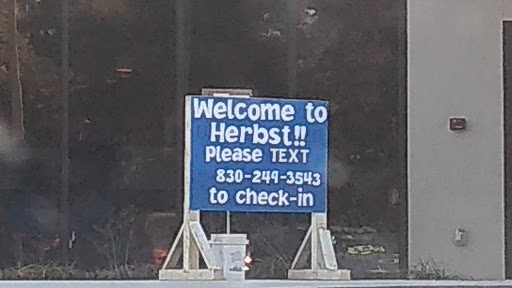 Welcome to
Herbst!!
Please TEXT
830-249-3543
to check-in